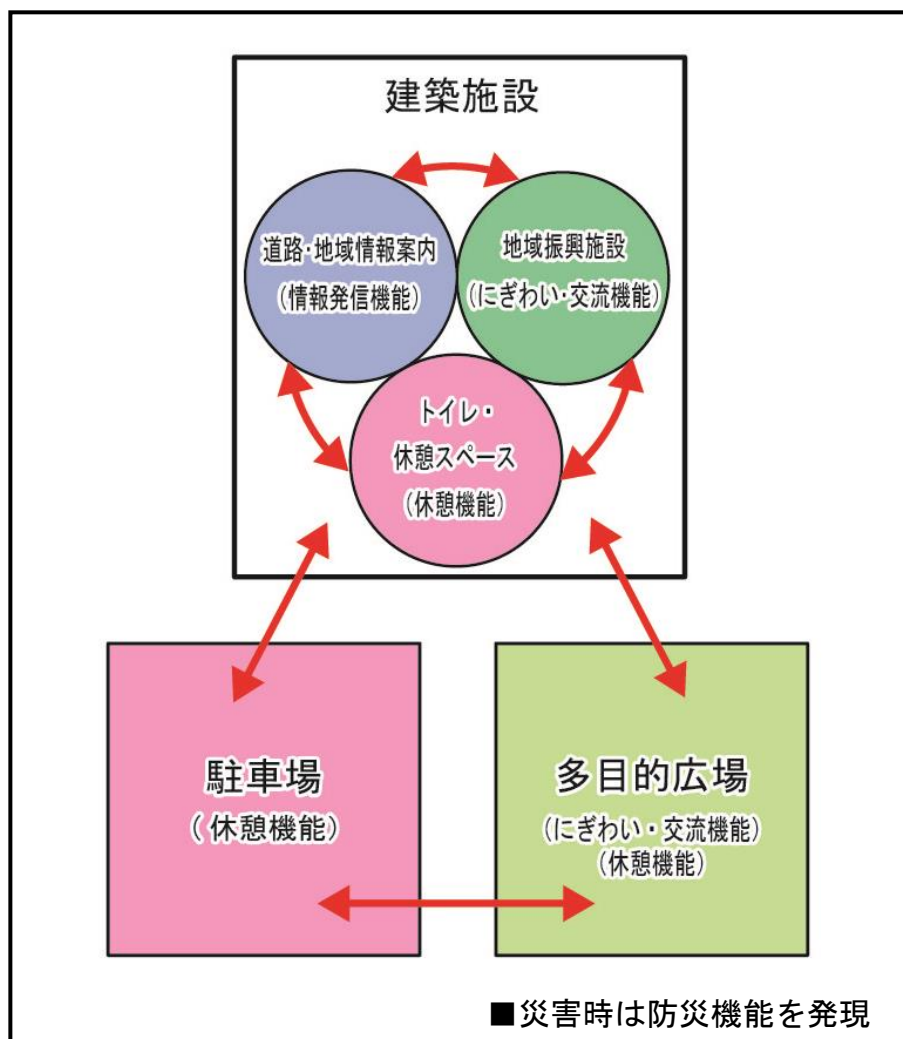 建築施設
道路・地域情報案内
(情報発信機能)
地域振興施設
(にぎわい・交流機能)
トイレ・
休憩スペース
(休憩機能)
駐車場
(休憩機能)
多目的広場
(にぎわい・交流機能)
(休憩機能)
■災害時は防災機能を発現